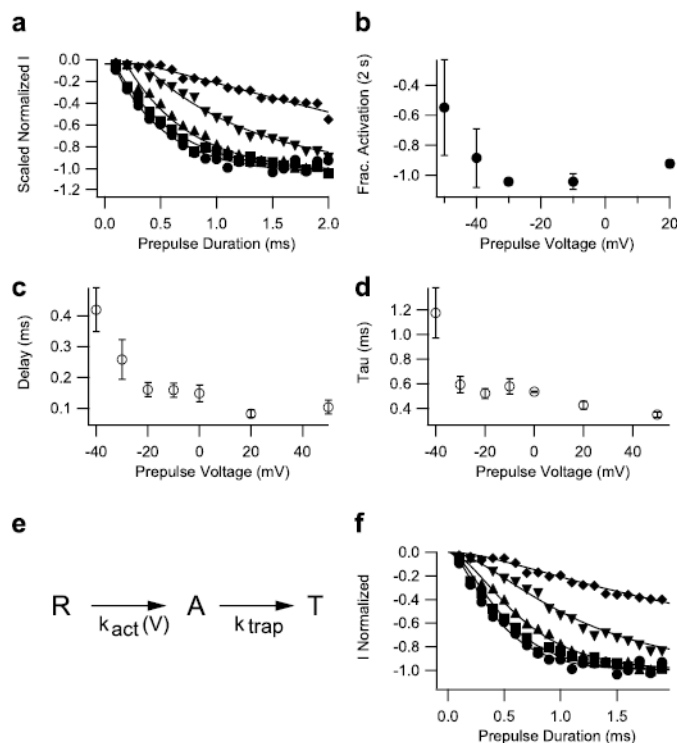 a
Scaled Normalized I
0.0
-0.2
-0.4
-0.6
-0.8
-1.0
-1.2
0.0 0.5 1.0 1.5 2.0
Prepulse Duration (ms)
b
Frac. Activation (2 s)
-0.4
-0.6
-0.8
-1.0
-40 -20 0 20
Prepulse Voltage (mV)
c
Delay (ms)
0.4
0.3
0.2
0.1
-40 -20 0 20 40
Prepulse Voltage (mV)
d
Tau (ms)
1.2
1.0
0.8
0.6
0.4
-40 -20 0 20 40
Prepulse Voltage (mV)
e
R A T
kact(V) ktrap
f
I Normalized
0.0
-0.2
-0.4
-0.6
-0.8
-1.0
0.0 0.5 1.0 1.5
Prepulse Duration (ms)